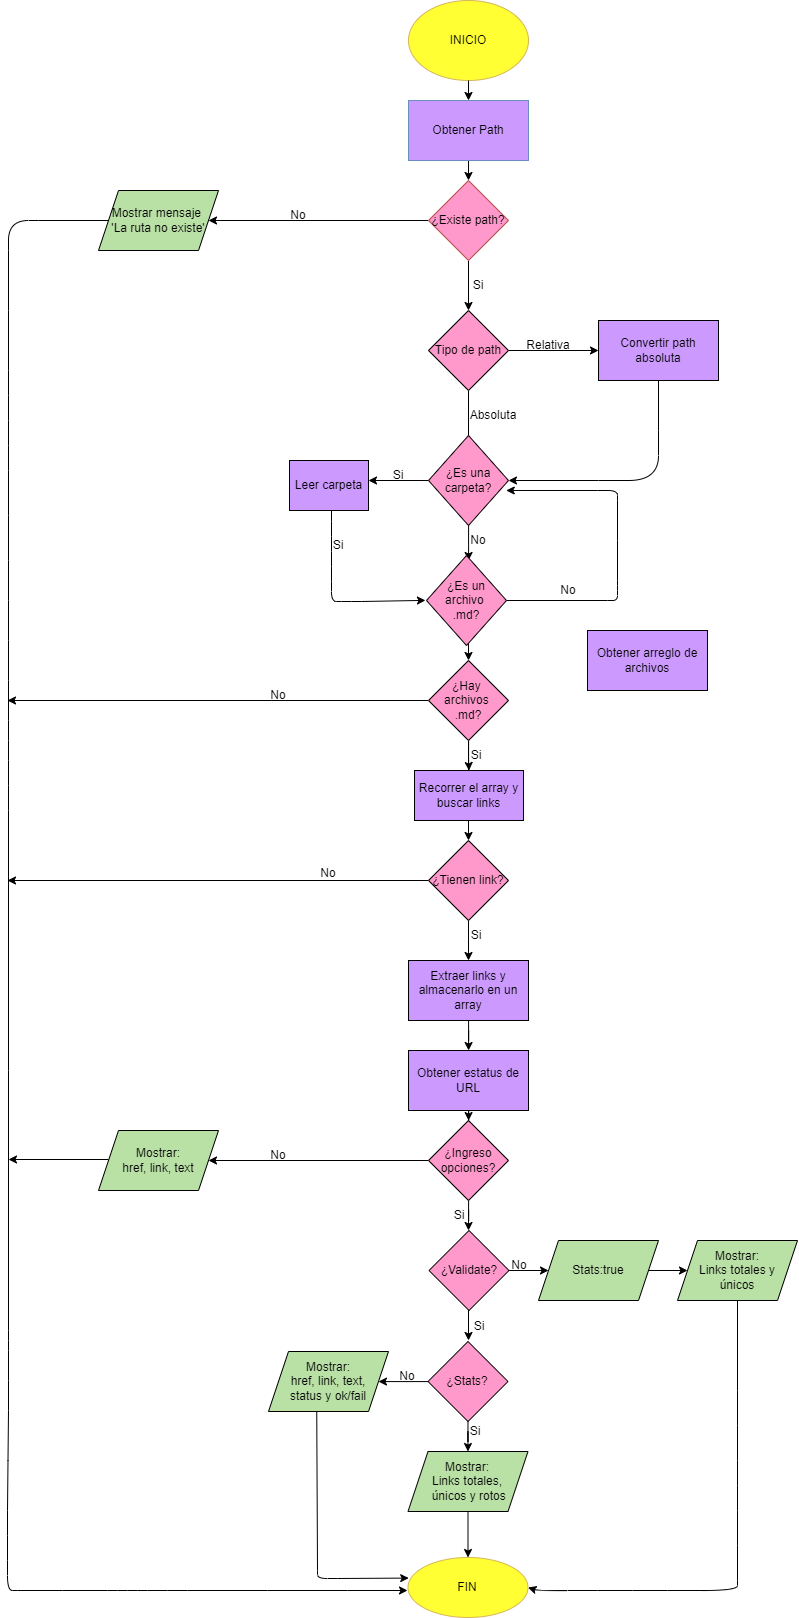 INICIO
Obtener Path
¿Existe path?
No
Mostrar mensaje
'La ruta no existe'
Si
Tipo de path
Relativa
Convertir path
absoluta
Absoluta
¿Es una
carpeta?
Si
Leer carpeta
Si
No
¿Es un
archivo
.md?
No
Obtener arreglo de
archivos
¿Hay
archivos
.md?
No
Si
Recorrer el array y
buscar links
¿Tienen link?
No
Si
Extraer links y
almacenarlo en un
array
Obtener estatus de
URL
¿Ingreso
opciones?
No
Mostrar:
href, link, text
Si
¿Validate?
No
Stats:true
Mostrar:
Links totales y
únicos
Si
¿Stats?
No
Mostrar:
href, link, text,
status y ok/fail
Si
Mostrar:
Links totales,
únicos y rotos
FIN